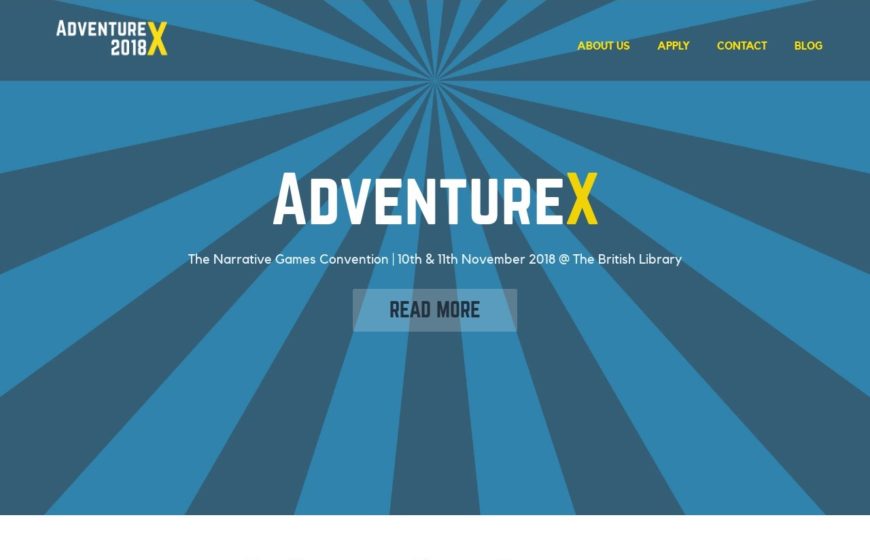 ADVENTUREX
2018
ABOUT US
APPLY
CONTACT
BLOG
ADVENTUREX
The Narrative Games Convention | 10th & 11th November 2018 @ The British Library
READ MORE